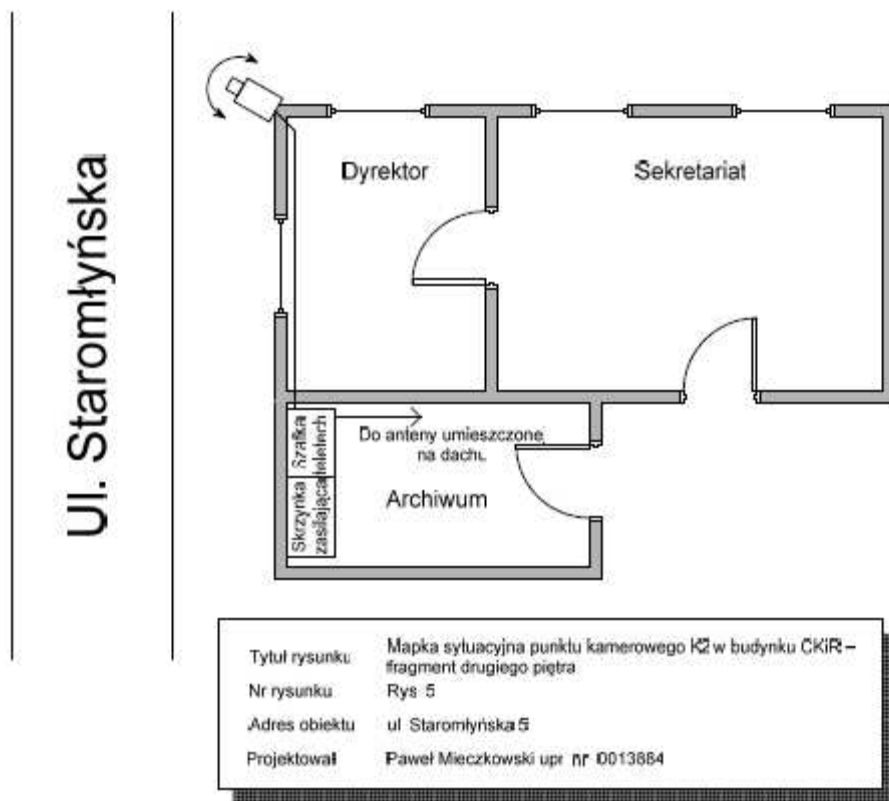 Ul. Staromłyńska
Dyrektor
Sekretariat
Szafka
teletech
Skrzynka
zasilająca
Do anteny umieszczone
na dachu
Archiwum
Tytuł rysunku
Mapka sytuacyjna punktu kamerowego K2 w budynku CKiR –
fragment drugiego piętra
Nr rysunku
Rys 5
Adres obiektu
ul Staromłyńska 5
Projektował
Paweł Mieczkowski upr nr 0013884